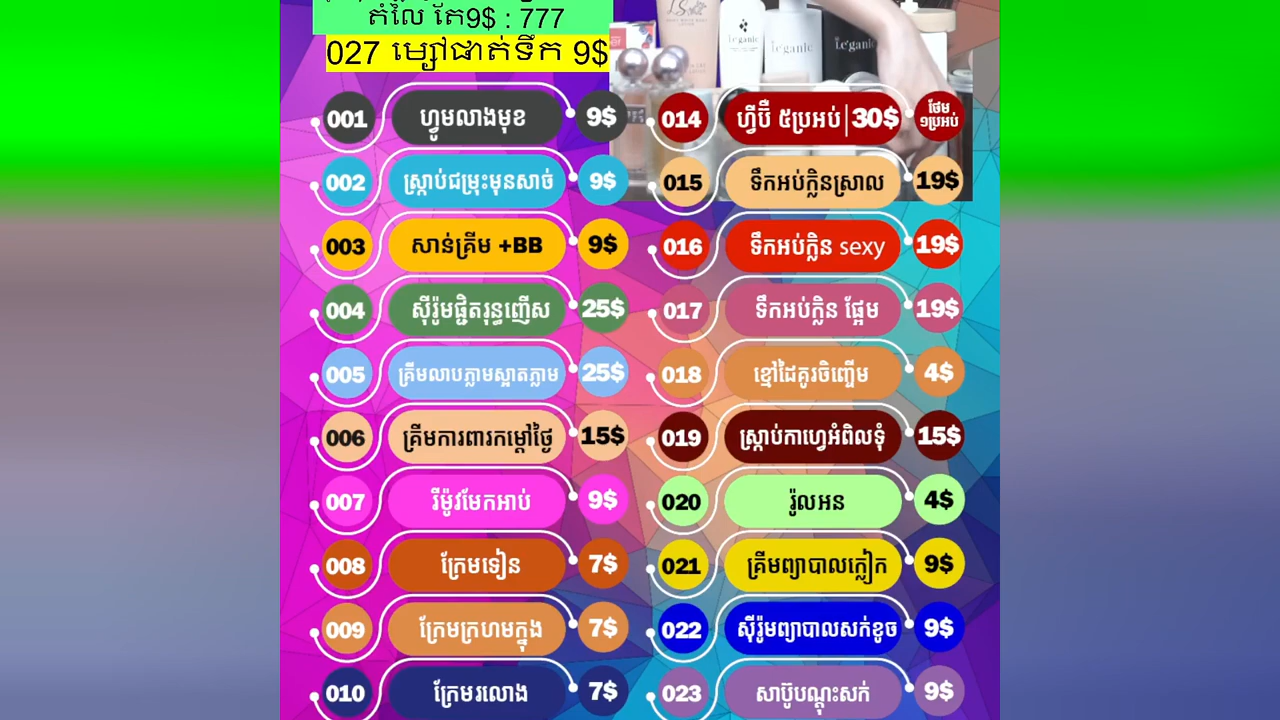 តំលៃ តែ9$ : 777
027 ម្សៅផាត់ទឹក 9$
001 ហ្វូមលាងមុខ 9$
002 ស្ក្រាប់ជម្រុះមុនសាច់ 9$
003 សាន់គ្រីម +BB 9$
004 ស៊ីរ៉ូមផ្ជិតរុន្ធញើស 25$
005 គ្រីមលាបភ្លាមស្អាតភ្លាម 25$
006 គ្រីមការពារកម្តៅថ្ងៃ 15$
007 រីម៉ូវមែកអាប់ 9$
008 ក្រែមទៀន 7$
009 ក្រែមក្រហមក្នុង 7$
010 ក្រែមរលោង 7$
014 ហ្វីប៊ឺ ៥ប្រអប់|30$ ថែម ១ប្រអប់
015 ទឹកអប់ក្លិនស្រាល 19$
016 ទឹកអប់ក្លិន sexy 19$
017 ទឹកអប់ក្លិន ផ្អែម 19$
018 ខ្មៅដៃគូរចិញ្ចើម 4$
019 ស្ក្រាប់កាហ្វេអំពិលទុំ 15$
020 រ៉ូលអន 4$
021 គ្រីមព្យាបាលក្លៀក 9$
022 ស៊ីរ៉ូមព្យាបាលសក់ខូច 9$
023 សាប៊ូបណ្តុះសក់ 9$
Le'ganic
Le'ganic